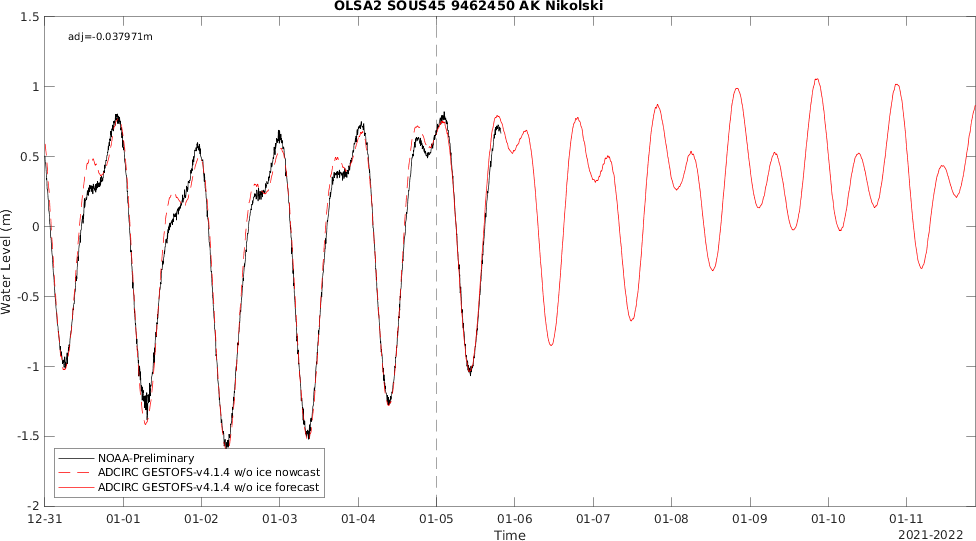 OLSA2 SOUS45 9462450 AK Nikolski
adj=-0.037971m
1.5
1
0.5
0
-0.5
-1
-1.5
-2
Water Level (m)
NOAA-Preliminary
ADCIRC GESTOFS-v4.1.4 w/o ice nowcast
ADCIRC GESTOFS-v4.1.4 w/o ice forecast
12-31 01-01 01-02 01-03 01-04 01-05 01-06 01-07 01-08 01-09 01-10 01-11
Time
2021-2022